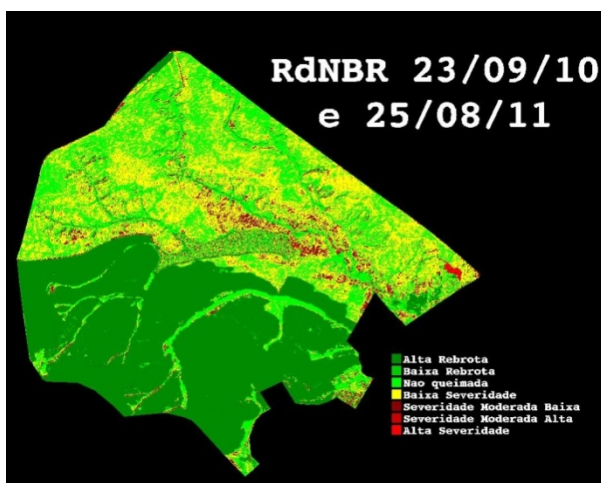 RdNBR 23/09/10
e 25/08/11
Alta Rebrota
Baixa Rebrota
Nao queimada
Baixa Severidade
Severidade Moderada Baixa
Severidade Moderada Alta
Alta Severidade